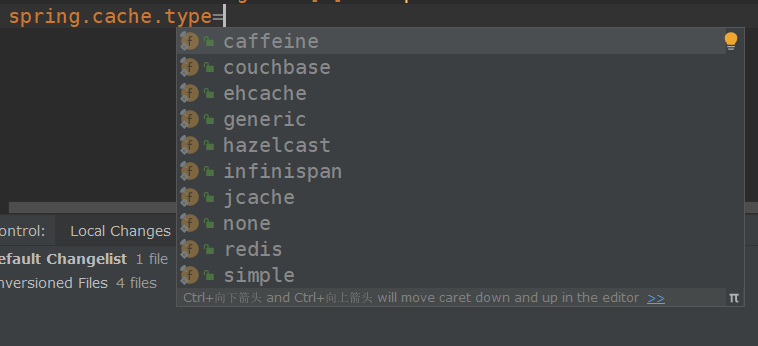 spring.cache.type=
caffeine
couchbase
ehcache
generic
hazelcast
infinispan
jcache
none
redis
simple
Ctrl+向下箭头 and Ctrl+向上箭头 will move caret down and up in the editor >>
π
ontrol: Local Changes
efault Changelist 1 file
nversioned Files 4 files